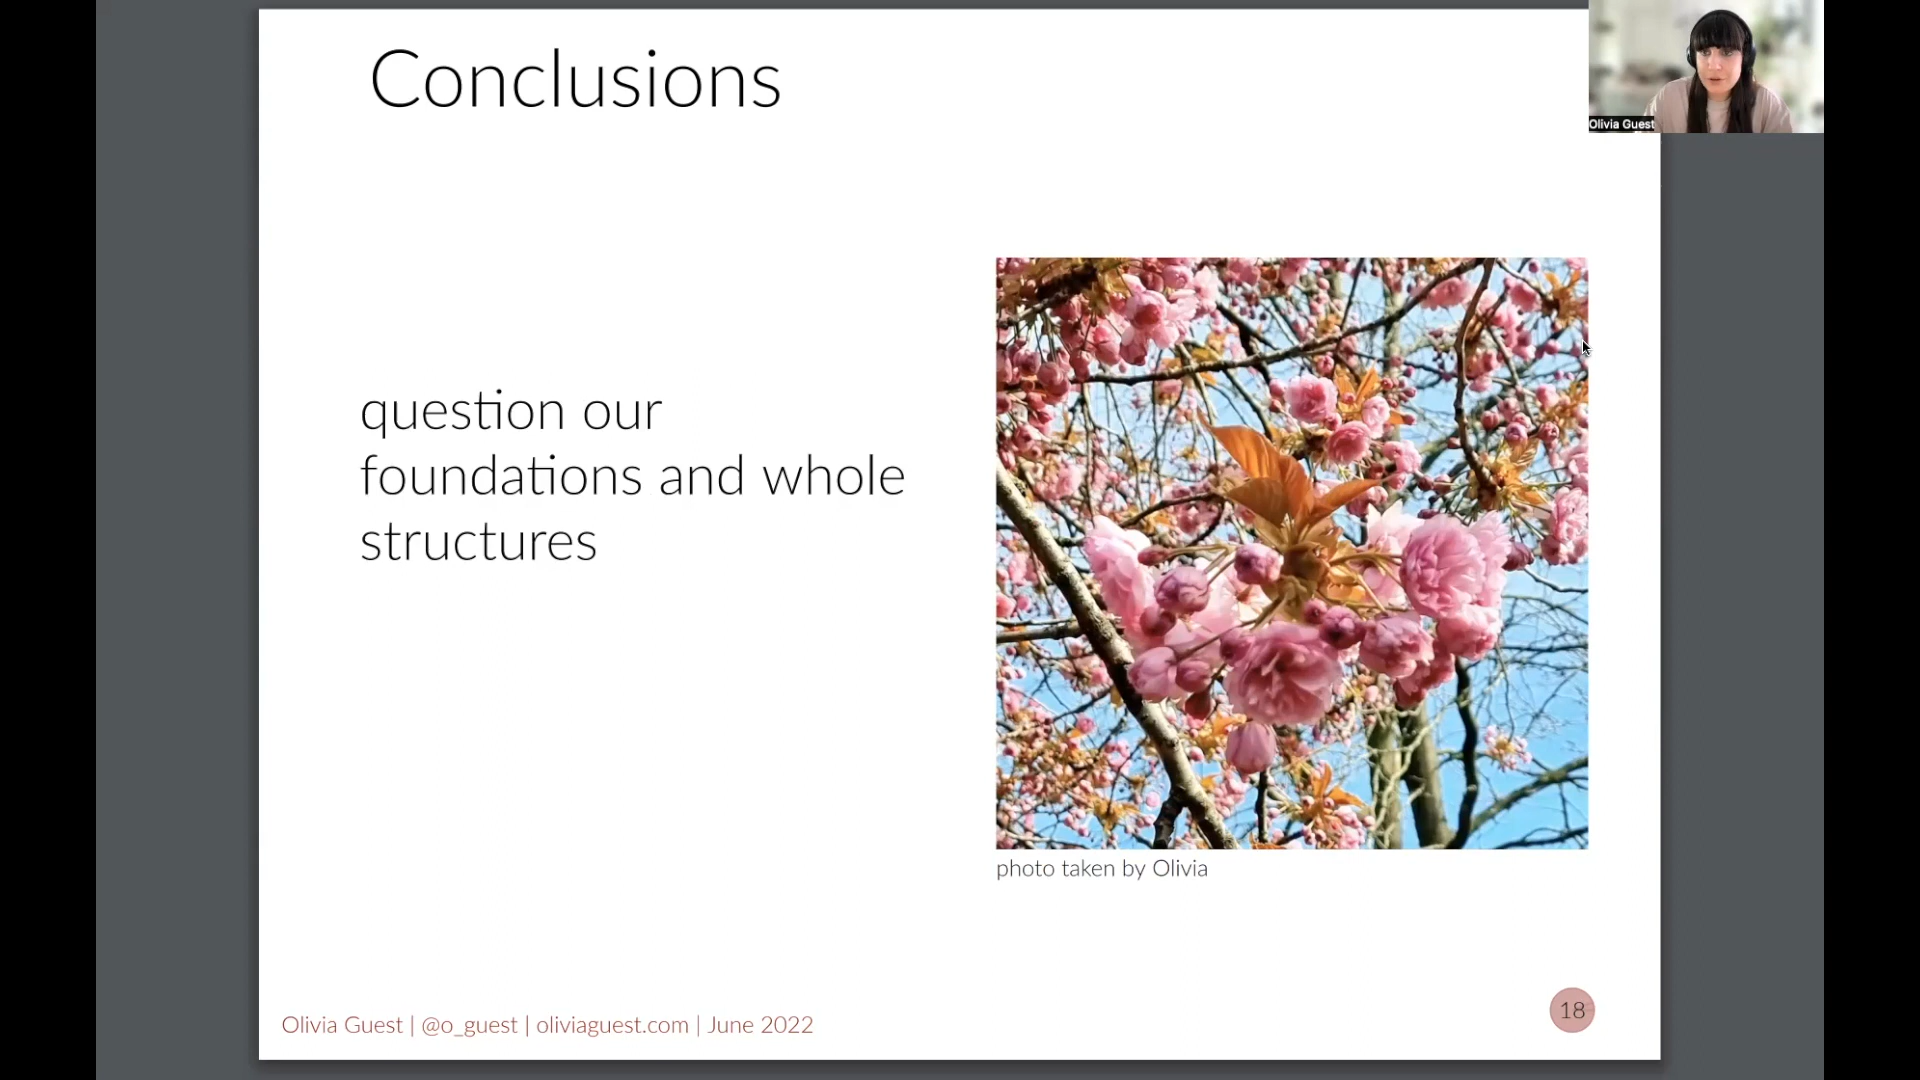 Conclusions
Olivia Guest
question our
foundations and whole
structures
photo taken by Olivia
Olivia Guest | @o_guest | oliviaguest.com | June 2022
18